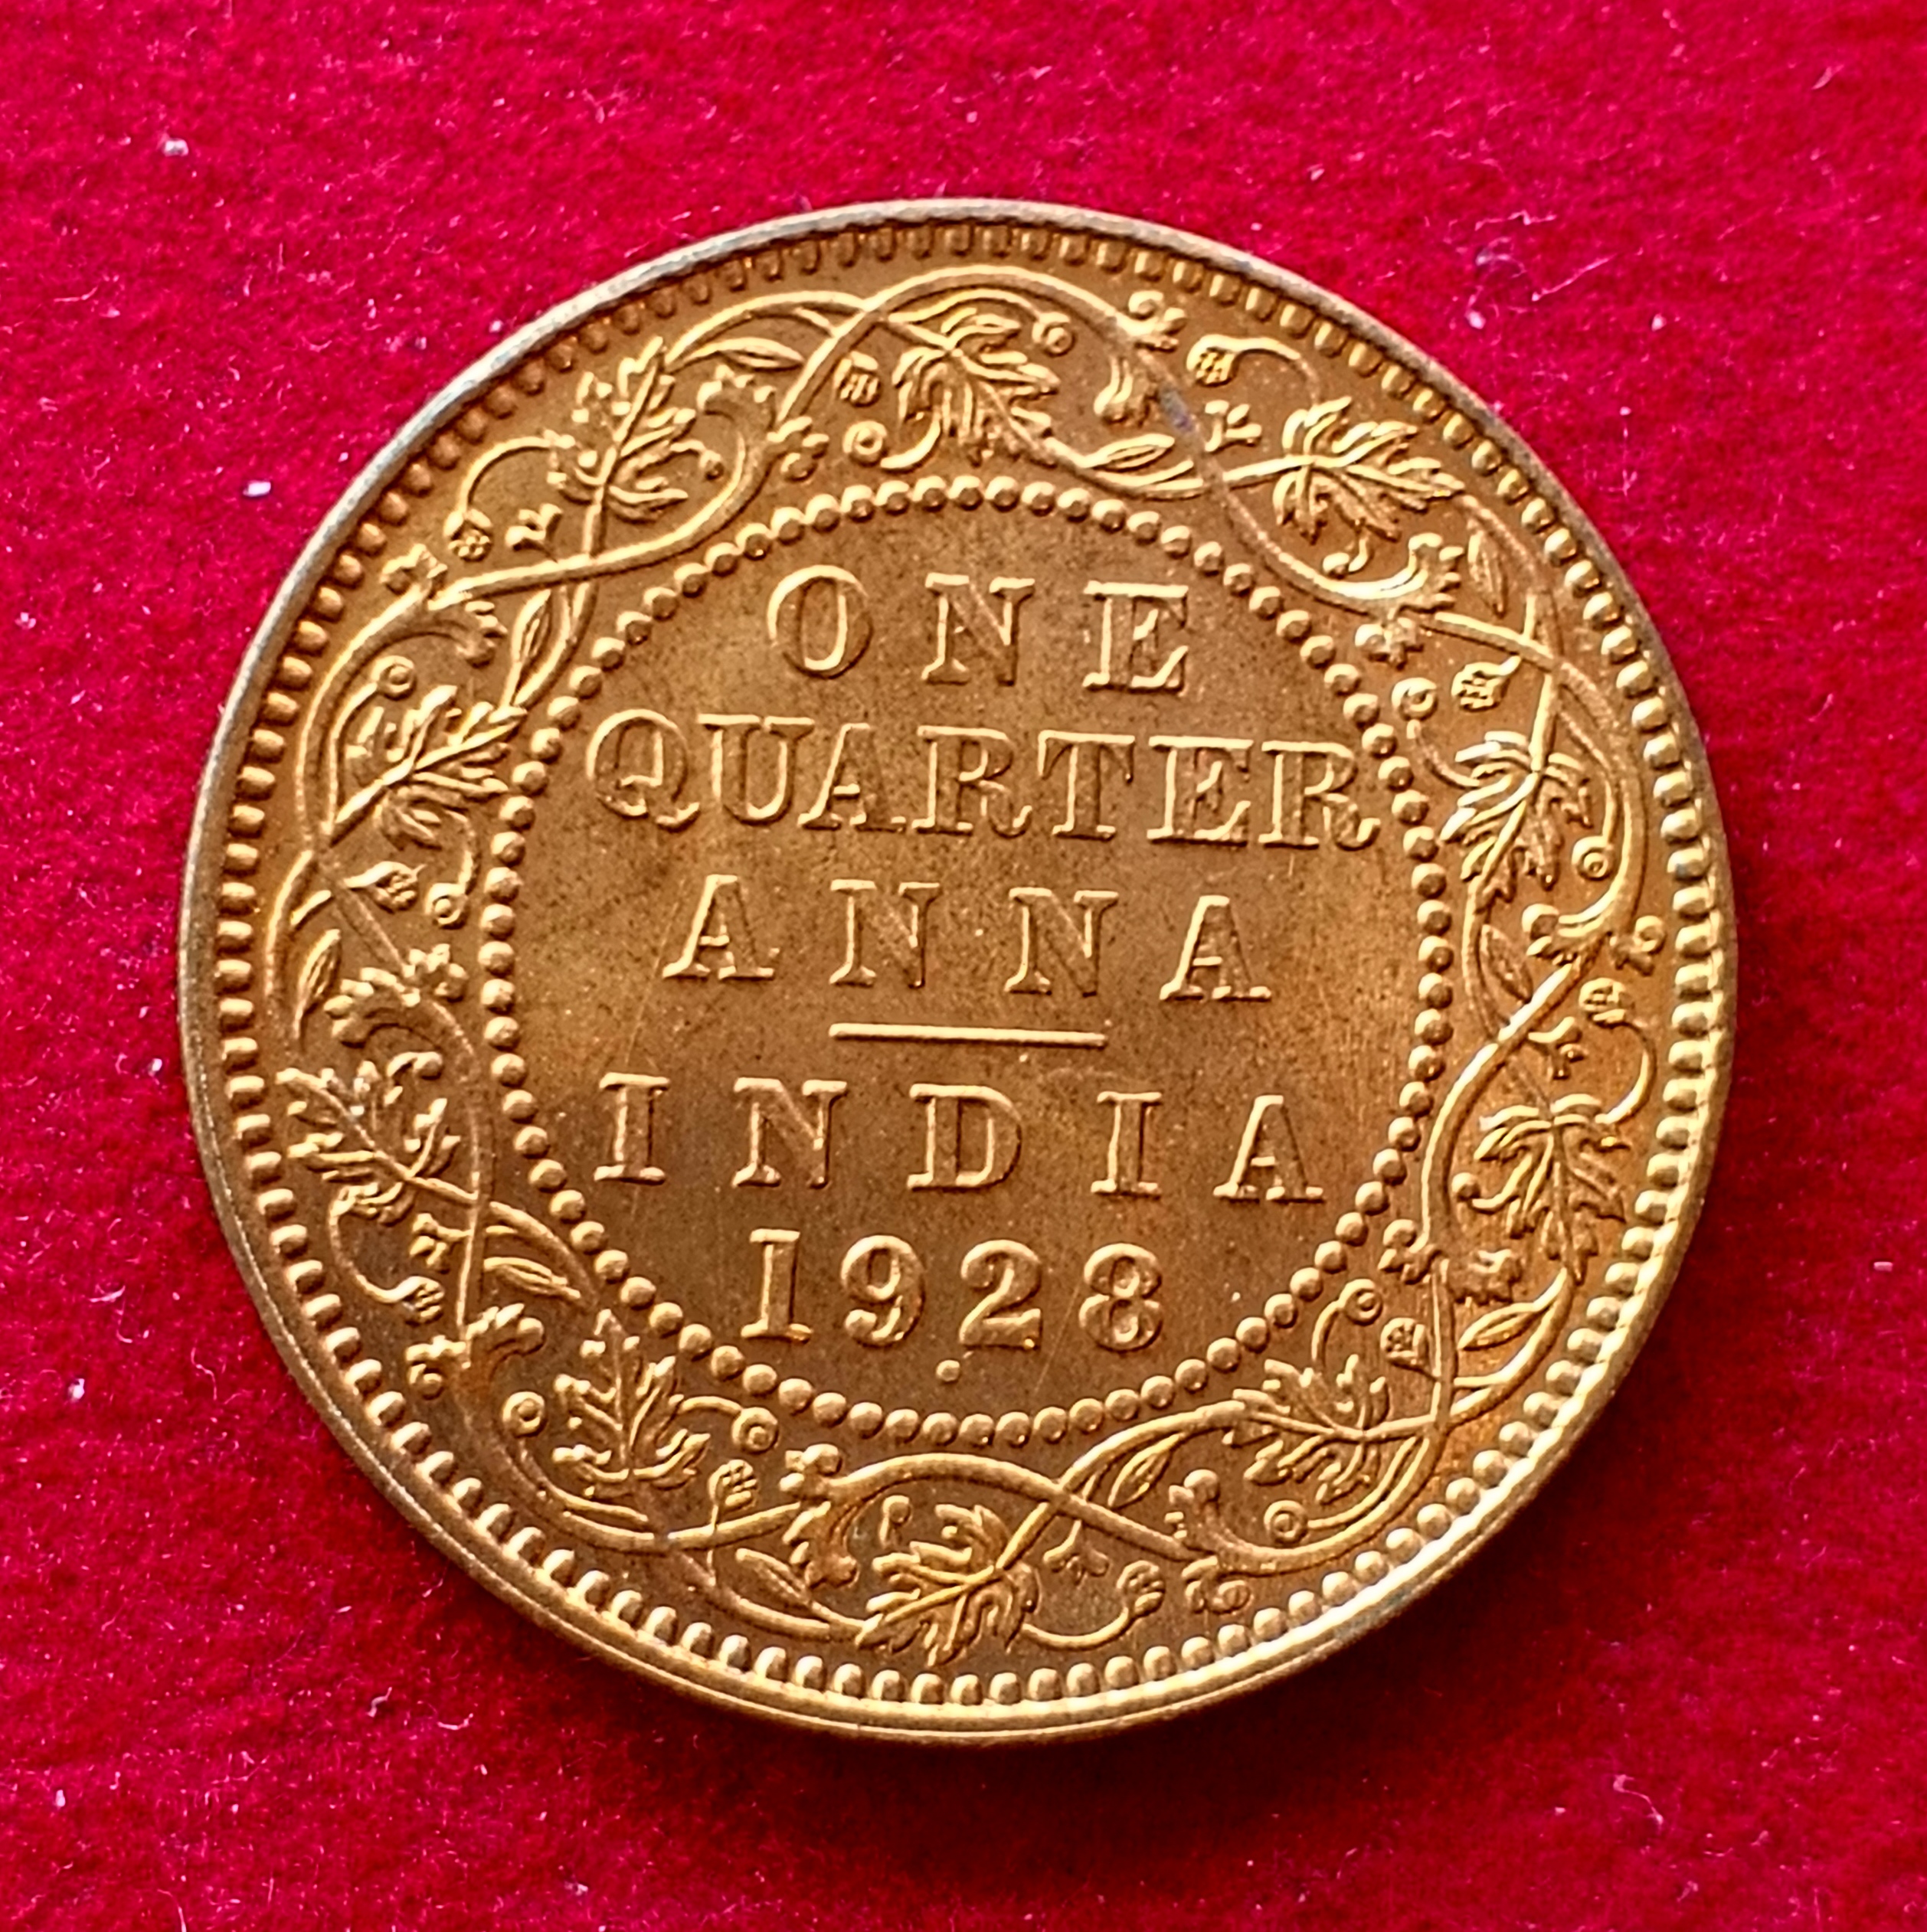 ONE
QUARTER
ANNA
INDIA
1928